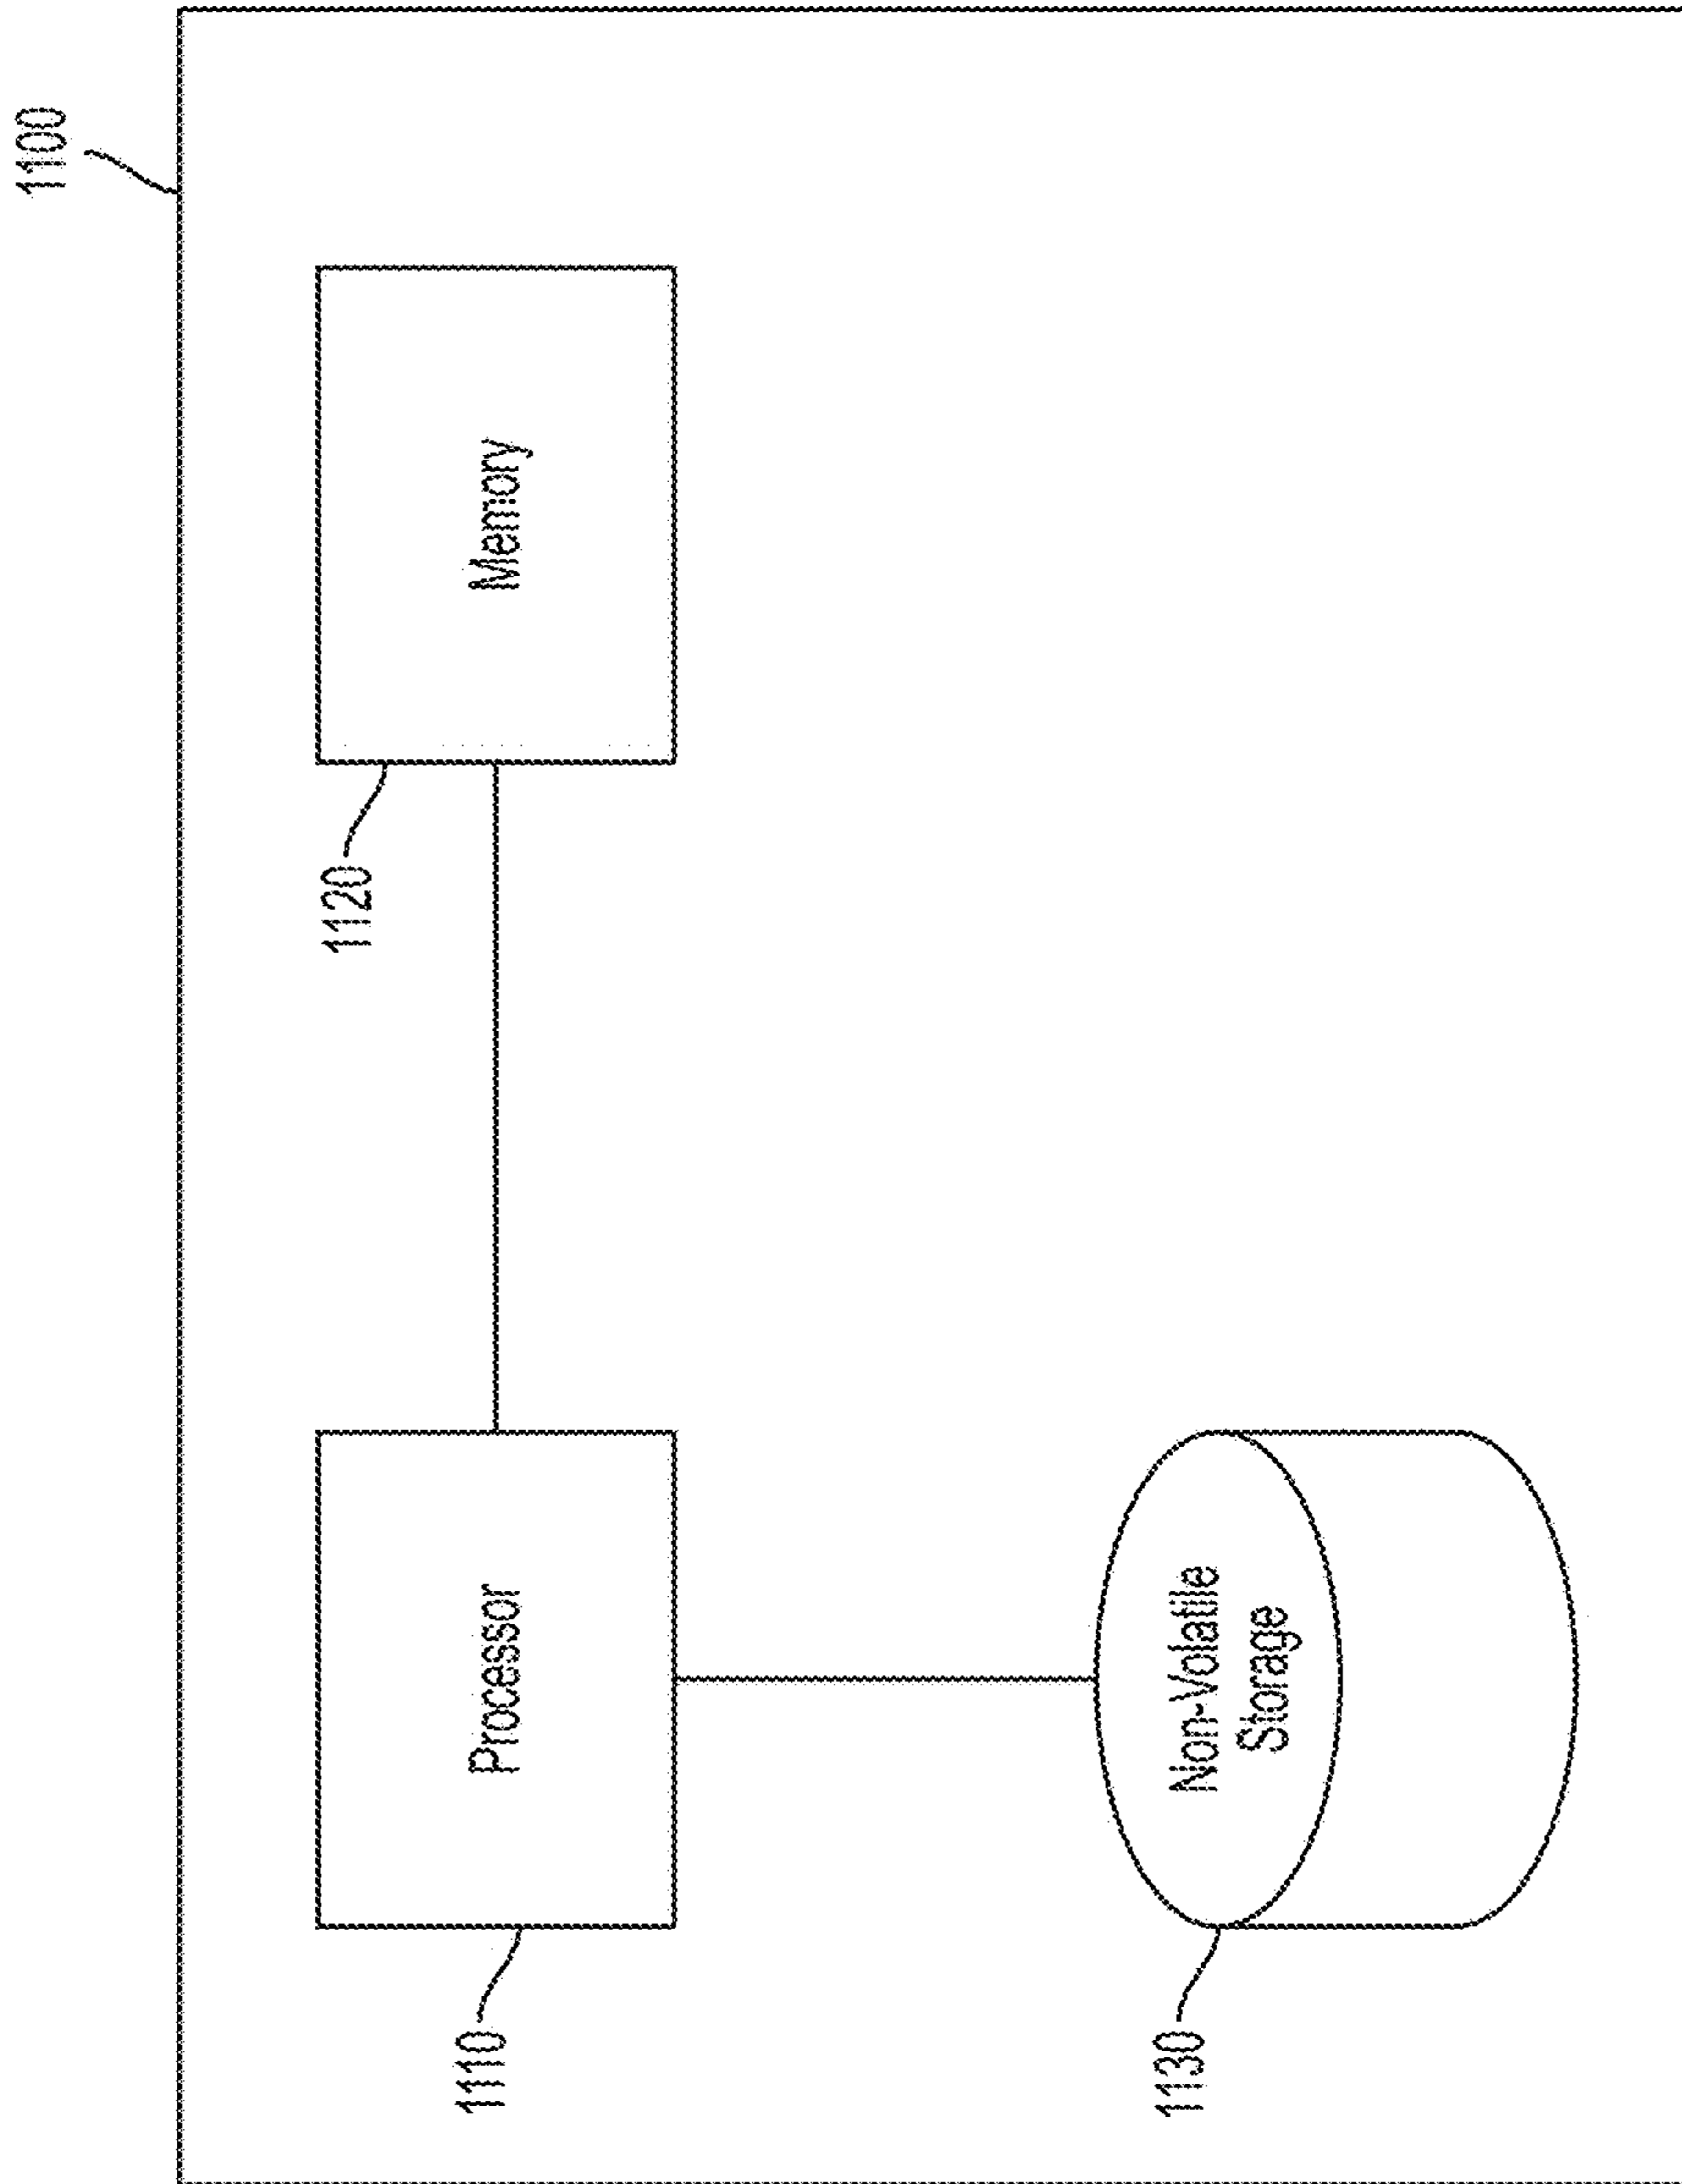 1100
1110
Processor
1120
Memory
1130
Non-Volatile
Storage